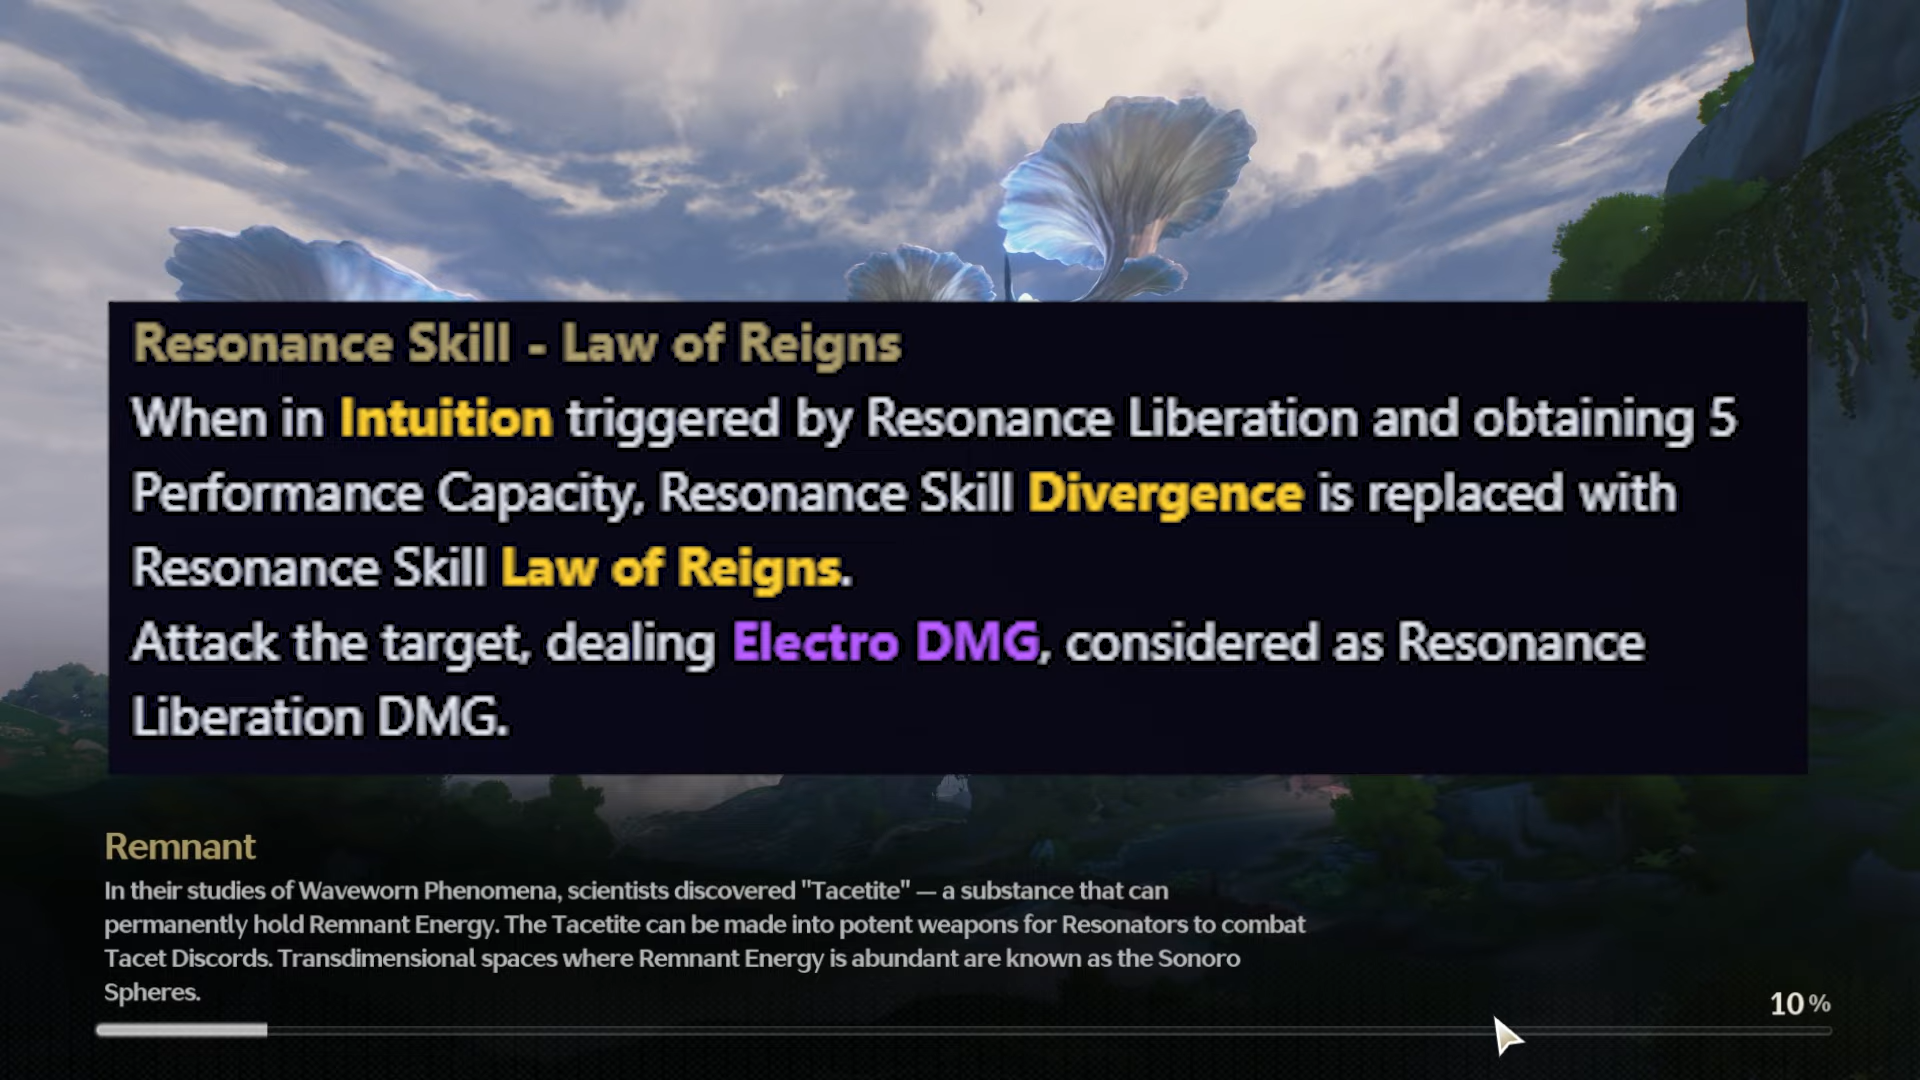 Resonance Skill - Law of Reigns
When in Intuition triggered by Resonance Liberation and obtaining 5
Performance Capacity, Resonance Skill Divergence is replaced with
Resonance Skill Law of Reigns.
Attack the target, dealing Electro DMG, considered as Resonance
Liberation DMG.
Remnant
In their studies of Waveworn Phenomena, scientists discovered "Tacetite" — a substance that can
permanently hold Remnant Energy. The Tacetite can be made into potent weapons for Resonators to combat
Tacet Discords. Transdimensional spaces where Remnant Energy is abundant are known as the Sonoro
Spheres.
10%